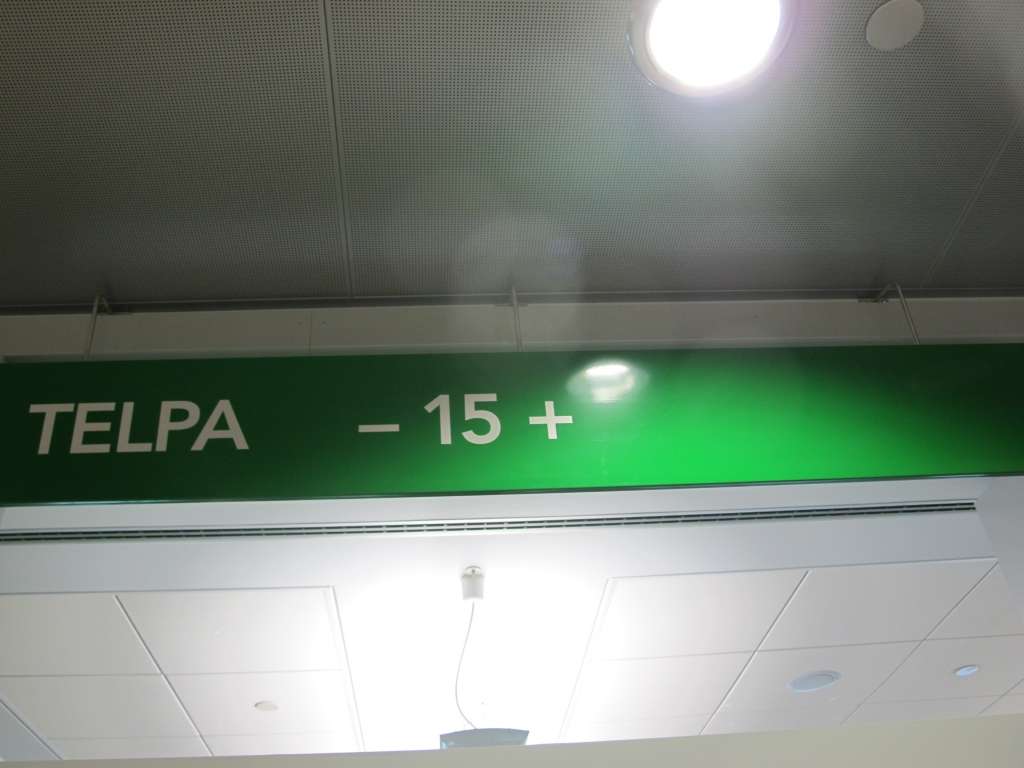 TELPA – 15 +